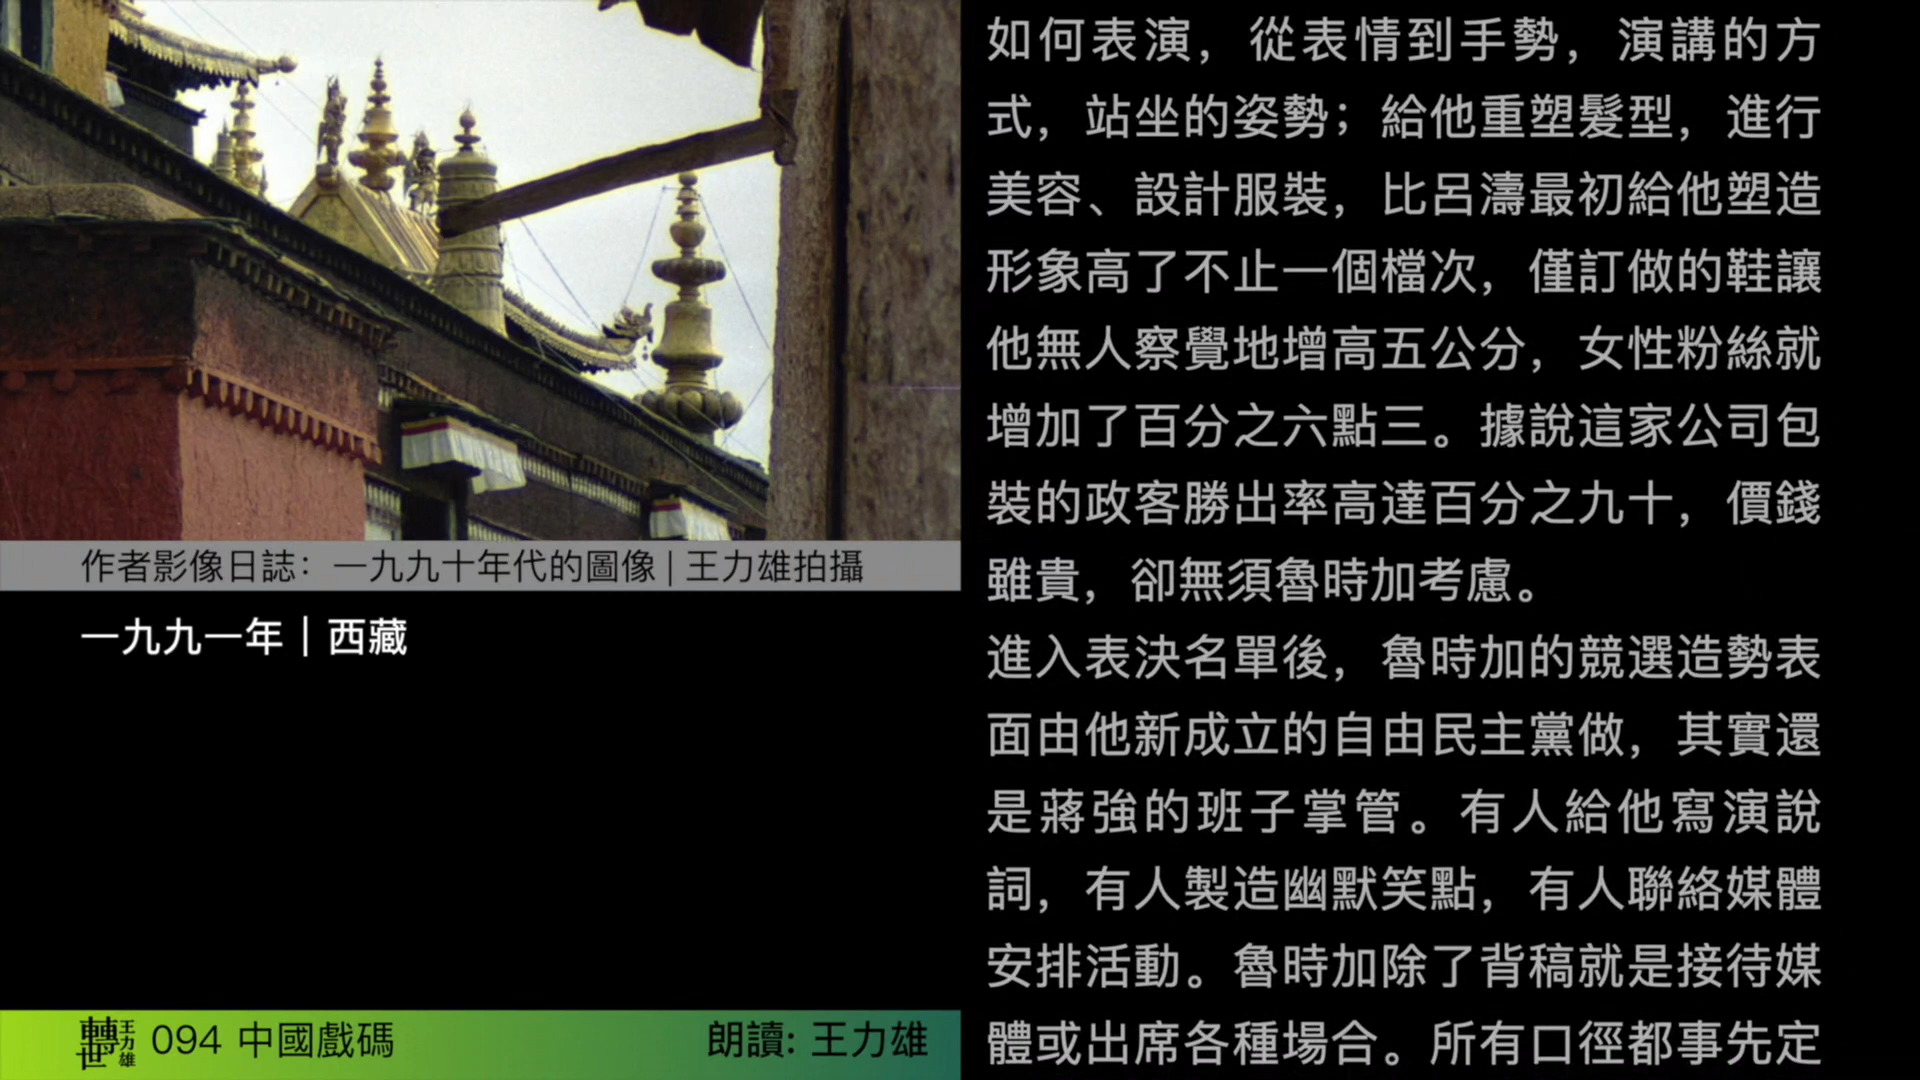 作者影像日誌：一九九十年代的圖像 | 王力雄拍攝
一九九一年｜西藏
轉世
王力雄
094 中國戲碼
朗讀: 王力雄
如何表演，從表情到手勢，演講的方
式，站坐的姿勢；給他重塑髮型，進行
美容、設計服裝，比呂濤最初給他塑造
形象高了不止一個檔次，僅訂做的鞋讓
他無人察覺地增高五公分，女性粉絲就
增加了百分之六點三。據說這家公司包
裝的政客勝出率高達百分之九十，價錢
雖貴，卻無須魯時加考慮。
進入表決名單後，魯時加的競選造勢表
面由他新成立的自由民主黨做，其實還
是蔣強的班子掌管。有人給他寫演說
詞，有人製造幽默笑點，有人聯絡媒體
安排活動。魯時加除了背稿就是接待媒
體或出席各種場合。所有口徑都事先定